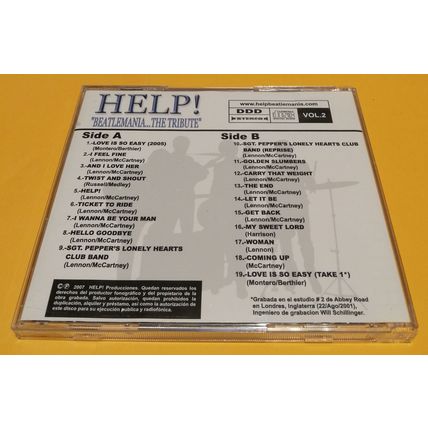 HELP!
"BEATLEMANIA...THE TRIBUTE"
www.helpbeatlemania.com
DDD
STEREO
VOL.2
Side A
1.-LOVE IS SO EASY (2005)
(Montero/Berthier)
2.-I FEEL FINE
(Lennon/McCartney)
3.-AND I LOVE HER
(Lennon/McCartney)
4.-TWIST AND SHOUT
(Russell/Medley)
5.-HELP!
(Lennon/McCartney)
6.-TICKET TO RIDE
(Lennon/McCartney)
7.-I WANNA BE YOUR MAN
(Lennon/McCartney)
8.-HELLO GOODBYE
(Lennon/McCartney)
9.-SGT. PEPPER'S LONELY HEARTS
CLUB BAND
(Lennon/McCartney)
Side B
10.-SGT. PEPPER'S LONELY HEARTS CLUB
BAND (REPRISE)
(Lennon/McCartney)
11.-GOLDEN SLUMBERS
(Lennon/McCartney)
12.-CARRY THAT WEIGHT
(Lennon/McCartney)
13.-THE END
(Lennon/McCartney)
14.-LET IT BE
(Lennon/McCartney)
15.-GET BACK
(Lennon/McCartney)
16.-MY SWEET LORD
(Harrison)
17.-WOMAN
(Lennon)
18.-COMING UP
(McCartney)
19.-LOVE IS SO EASY (TAKE 1*)
(Montero/Berthier)
©℗ 2007 HELP! Producciones. Quedan reservados los
derechos del productor fonográfico y del propietario de la
obra grabada. Salvo autorización, quedan prohibidos la
duplicación, alquiler y prestamo, así, como la autorización
de este disco para su ejecución publica y radiofónica.
*Grabada en el estudio # 2 de Abbey Road
en Londres, Inglaterra (22/Ago/2001),
Ingeniero de grabacion Will Schillinger.